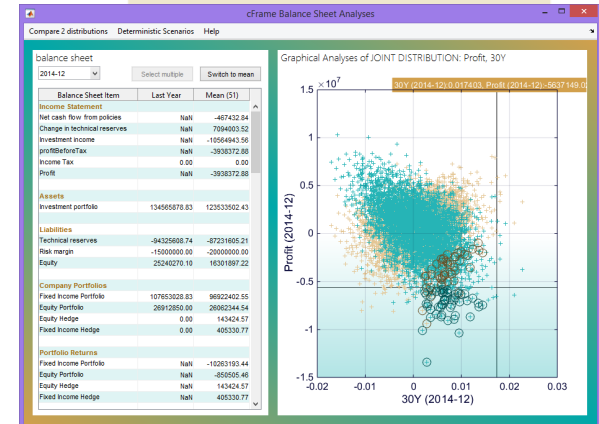 cFrame Balance Sheet Analyses
Compare 2 distributions Deterministic Scenarios Help
balance sheet
2014-12 Select multiple Switch to mean
Balance Sheet Item Last Year Mean (51)
Income Statement
Net cash flow from policies NaN -467432.84
Change in technical reserves NaN 7094003.52
Investment income NaN -10564943.56
profitBeforeTax NaN -3938372.88
Income Tax 0.00 0.00
Profit NaN -3938372.88
Assets
Investment portfolio 134565878.83 123533502.43
Liabilities
Technical reserves -94325608.74 -87231605.21
Risk margin -15000000.00 -20000000.00
Equity 25240270.10 16301897.22
Company Portfolios
Fixed Income Portfolio 107653028.83 96922402.55
Equity Portfolio 26912850.00 26062344.54
Equity Hedge 0.00 143424.57
Fixed Income Hedge 0.00 405330.77
Portfolio Returns
Fixed Income Portfolio NaN -10263193.44
Equity Portfolio NaN -850505.46
Equity Hedge NaN 143424.57
Fixed Income Hedge NaN 405330.77
Graphical Analyses of JOINT DISTRIBUTION: Profit, 30Y
×10⁷
30Y (2014-12):0.017403, Profit (2014-12):-5637149.02
1.5
1
0.5
0
-0.5
-1
-1.5
Profit (2014-12)
-0.02 -0.01 0 0.01 0.02 0.03
30Y (2014-12)